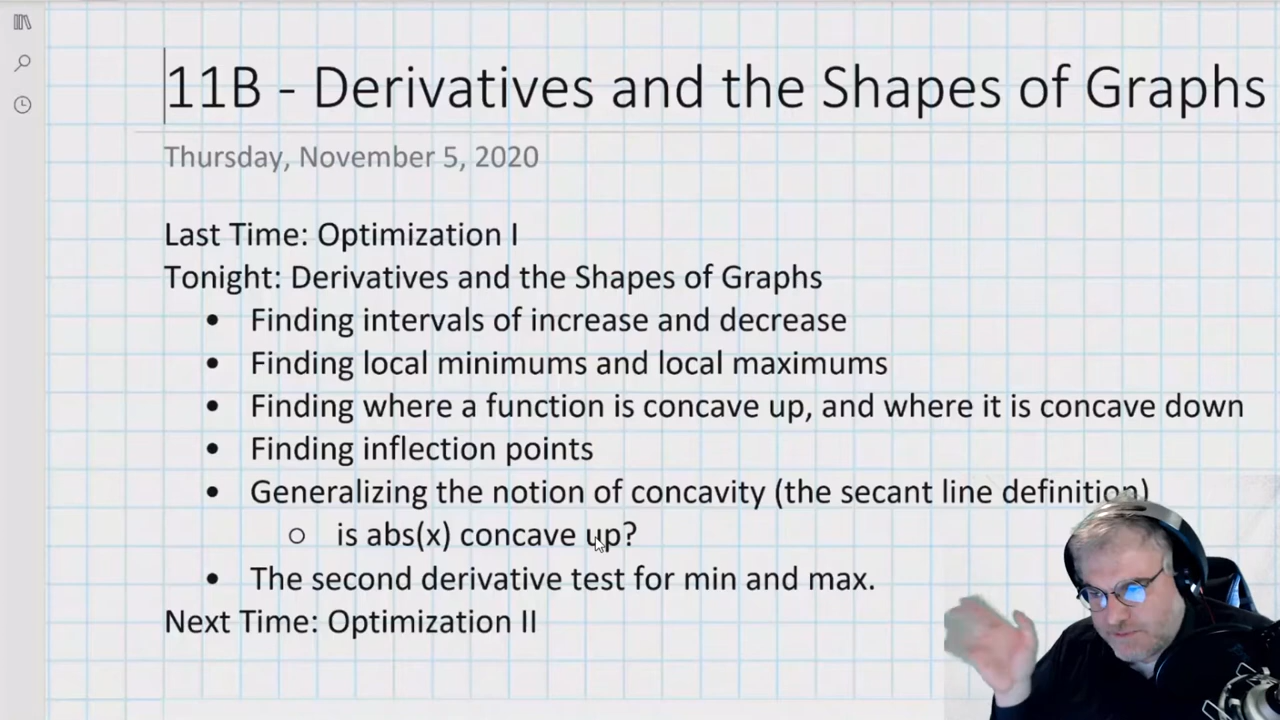 11B - Derivatives and the Shapes of Graphs
Thursday, November 5, 2020
Last Time: Optimization I
Tonight: Derivatives and the Shapes of Graphs
• Finding intervals of increase and decrease
• Finding local minimums and local maximums
• Finding where a function is concave up, and where it is concave down
• Finding inflection points
• Generalizing the notion of concavity (the secant line definition)
○ is abs(x) concave up?
• The second derivative test for min and max.
Next Time: Optimization II